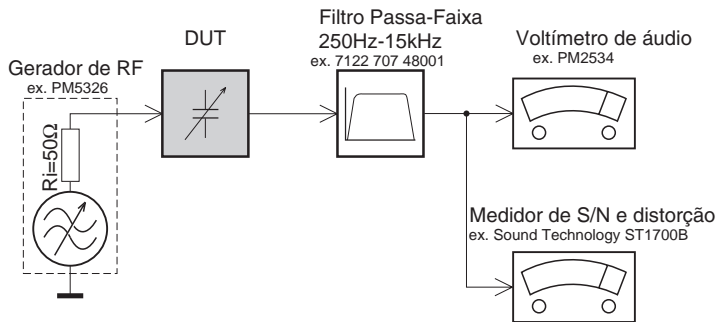 Filtro Passa-Faixa
250Hz-15kHz
ex. 7122 707 48001
DUT
Voltímetro de áudio
ex. PM2534
Gerador de RF
ex. PM5326
Ri=50Ω
Medidor de S/N e distorção
ex. Sound Technology ST1700B